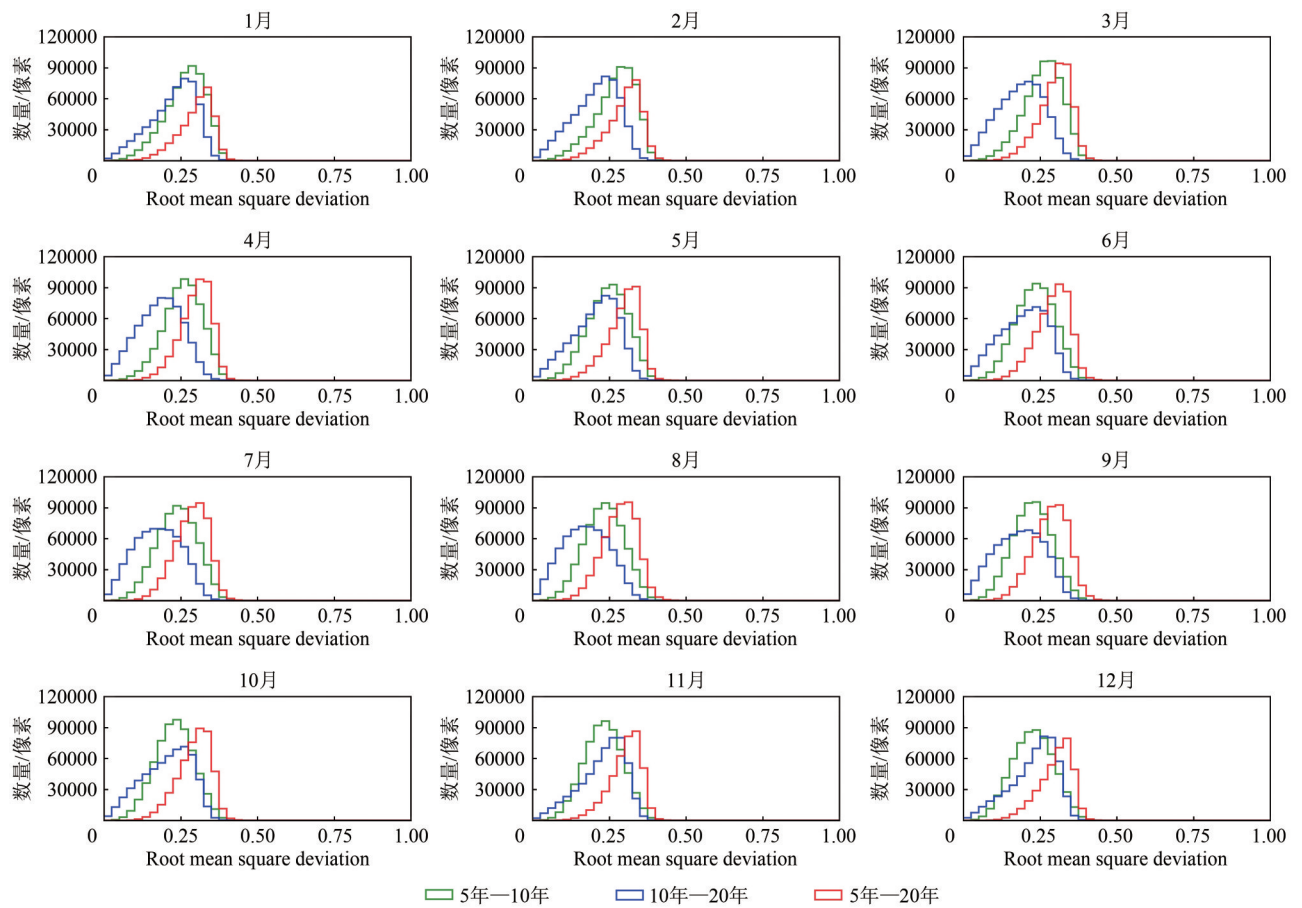 1月
2月
3月
120000
90000
60000
30000
数量/像素
0 0.25 0.50 0.75 1.00
Root mean square deviation
120000
90000
60000
30000
数量/像素
0 0.25 0.50 0.75 1.00
Root mean square deviation
120000
90000
60000
30000
数量/像素
0 0.25 0.50 0.75 1.00
Root mean square deviation
4月
5月
6月
120000
90000
60000
30000
数量/像素
0 0.25 0.50 0.75 1.00
Root mean square deviation
120000
90000
60000
30000
数量/像素
0 0.25 0.50 0.75 1.00
Root mean square deviation
120000
90000
60000
30000
数量/像素
0 0.25 0.50 0.75 1.00
Root mean square deviation
7月
8月
9月
120000
90000
60000
30000
数量/像素
0 0.25 0.50 0.75 1.00
Root mean square deviation
120000
90000
60000
30000
数量/像素
0 0.25 0.50 0.75 1.00
Root mean square deviation
120000
90000
60000
30000
数量/像素
0 0.25 0.50 0.75 1.00
Root mean square deviation
10月
11月
12月
120000
90000
60000
30000
数量/像素
0 0.25 0.50 0.75 1.00
Root mean square deviation
120000
90000
60000
30000
数量/像素
0 0.25 0.50 0.75 1.00
Root mean square deviation
120000
90000
60000
30000
数量/像素
0 0.25 0.50 0.75 1.00
Root mean square deviation
5年—10年 10年—20年 5年—20年